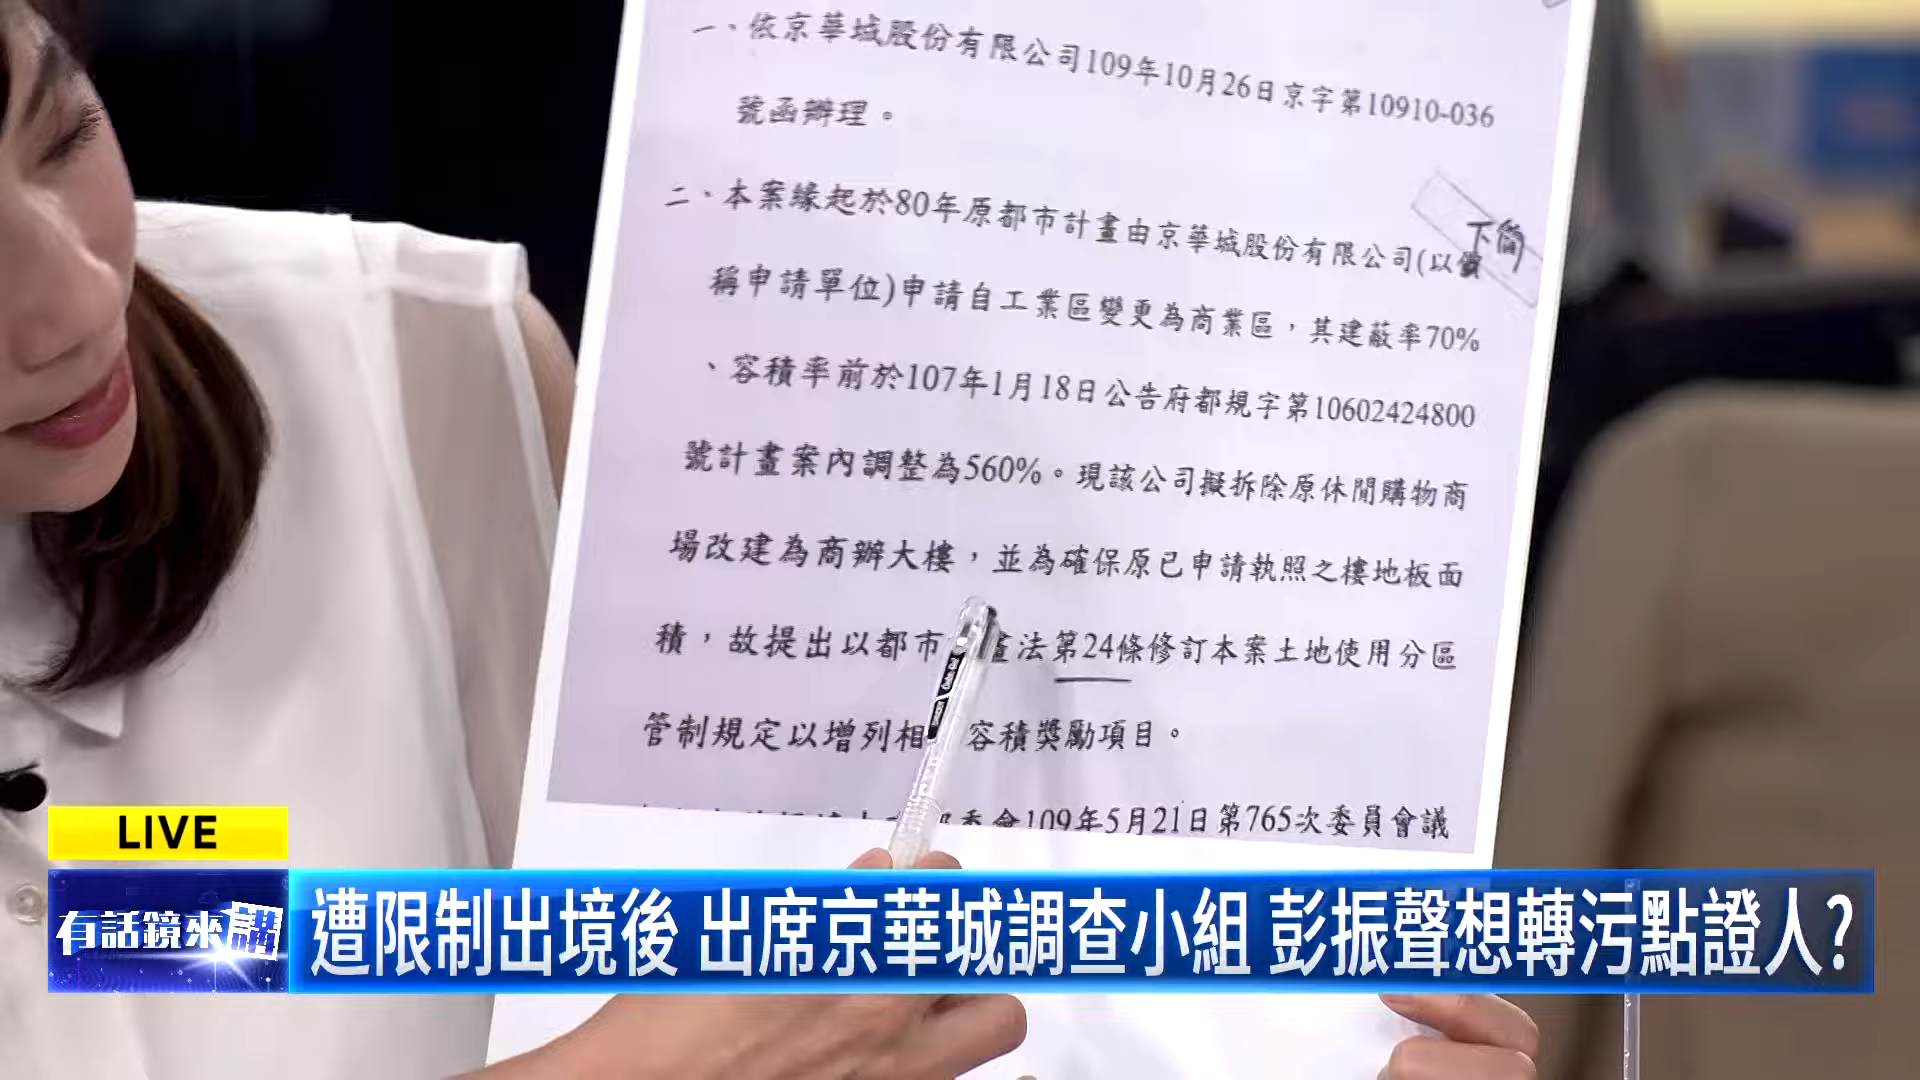 一、依京華城股份有限公司109年10月26日京字第10910-036
號函辦理。
二、本案緣起於80年原都市計畫由京華城股份有限公司(以
下簡
稱申請單位)申請自工業區變更為商業區，其建蔽率70%
、容積率前於107年1月18日公告府都規字第10602424800
號計畫案內調整為560%。現該公司擬拆除原休閒購物商
場改建為商辦大樓，並為確保原已申請執照之樓地板面
積，故提出以都市 畫法第24條修訂本案土地使用分區
管制規定以增列相 容積獎勵項目。
委會109年5月21日第765次委員會議
LIVE
有話鏡來講
遭限制出境後 出席京華城調查小組 彭振聲想轉污點證人?